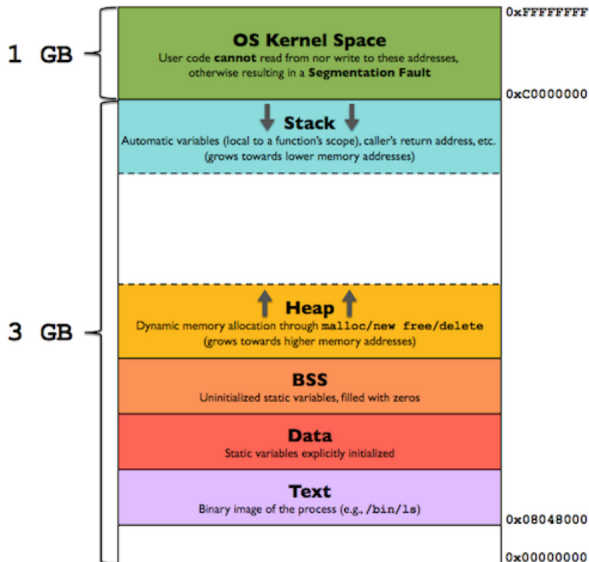 0xFFFFFFFF
OS Kernel Space
1 GB
User code cannot read from nor write to these addresses,
otherwise resulting in a Segmentation Fault
0xC0000000
Stack
Automatic variables (local to a function's scope), caller's return address, etc.
(grows towards lower memory addresses)
3 GB
Heap
Dynamic memory allocation through malloc/new free/delete
(grows towards higher memory addresses)
BSS
Uninitialized static variables, filled with zeros
Data
Static variables explicitly initialized
Text
Binary image of the process (e.g., /bin/ls)
0x08048000
0x00000000